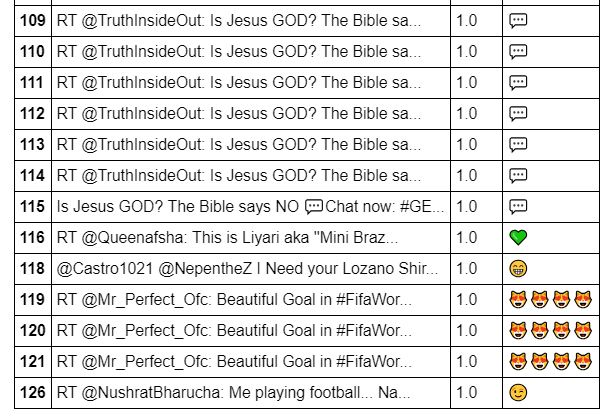 109 RT @TruthInsideOut: Is Jesus GOD? The Bible sa... 1.0 💬
110 RT @TruthInsideOut: Is Jesus GOD? The Bible sa... 1.0 💬
111 RT @TruthInsideOut: Is Jesus GOD? The Bible sa... 1.0 💬
112 RT @TruthInsideOut: Is Jesus GOD? The Bible sa... 1.0 💬
113 RT @TruthInsideOut: Is Jesus GOD? The Bible sa... 1.0 💬
114 RT @TruthInsideOut: Is Jesus GOD? The Bible sa... 1.0 💬
115 Is Jesus GOD? The Bible says NO 💬Chat now: #GE... 1.0 💬
116 RT @Queenafsha: This is Liyari aka "Mini Braz... 1.0 💚
118 @Castro1021 @NepentheZ I Need your Lozano Shir... 1.0 😁
119 RT @Mr_Perfect_Ofc: Beautiful Goal in #FifaWor... 1.0 😻😻😻😻
120 RT @Mr_Perfect_Ofc: Beautiful Goal in #FifaWor... 1.0 😻😻😻😻
121 RT @Mr_Perfect_Ofc: Beautiful Goal in #FifaWor... 1.0 😻😻😻😻
126 RT @NushratBharucha: Me playing football... Na... 1.0 😉